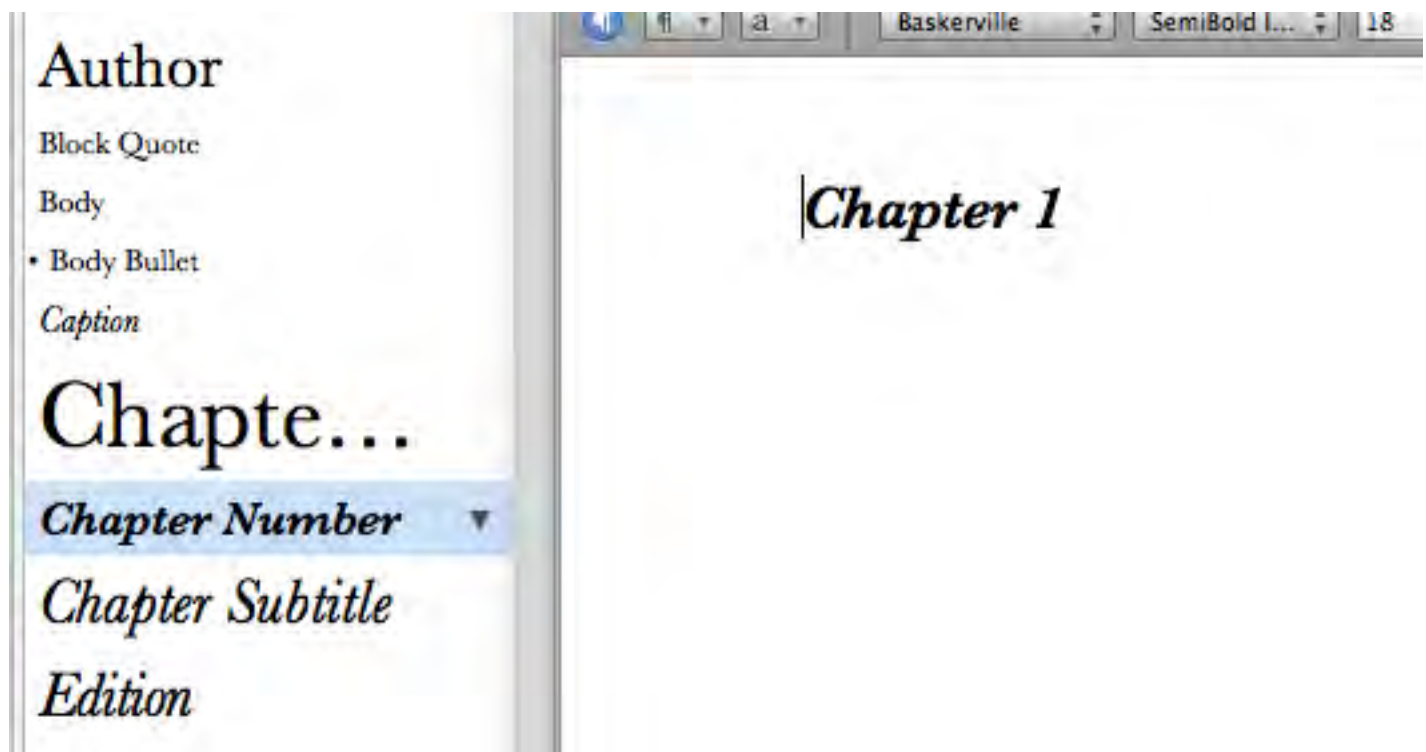 ¶ a Baskerville SemiBold I... 18
Author
Block Quote
Body
• Body Bullet
Caption
Chapte...
Chapter Number
Chapter Subtitle
Edition
Chapter 1